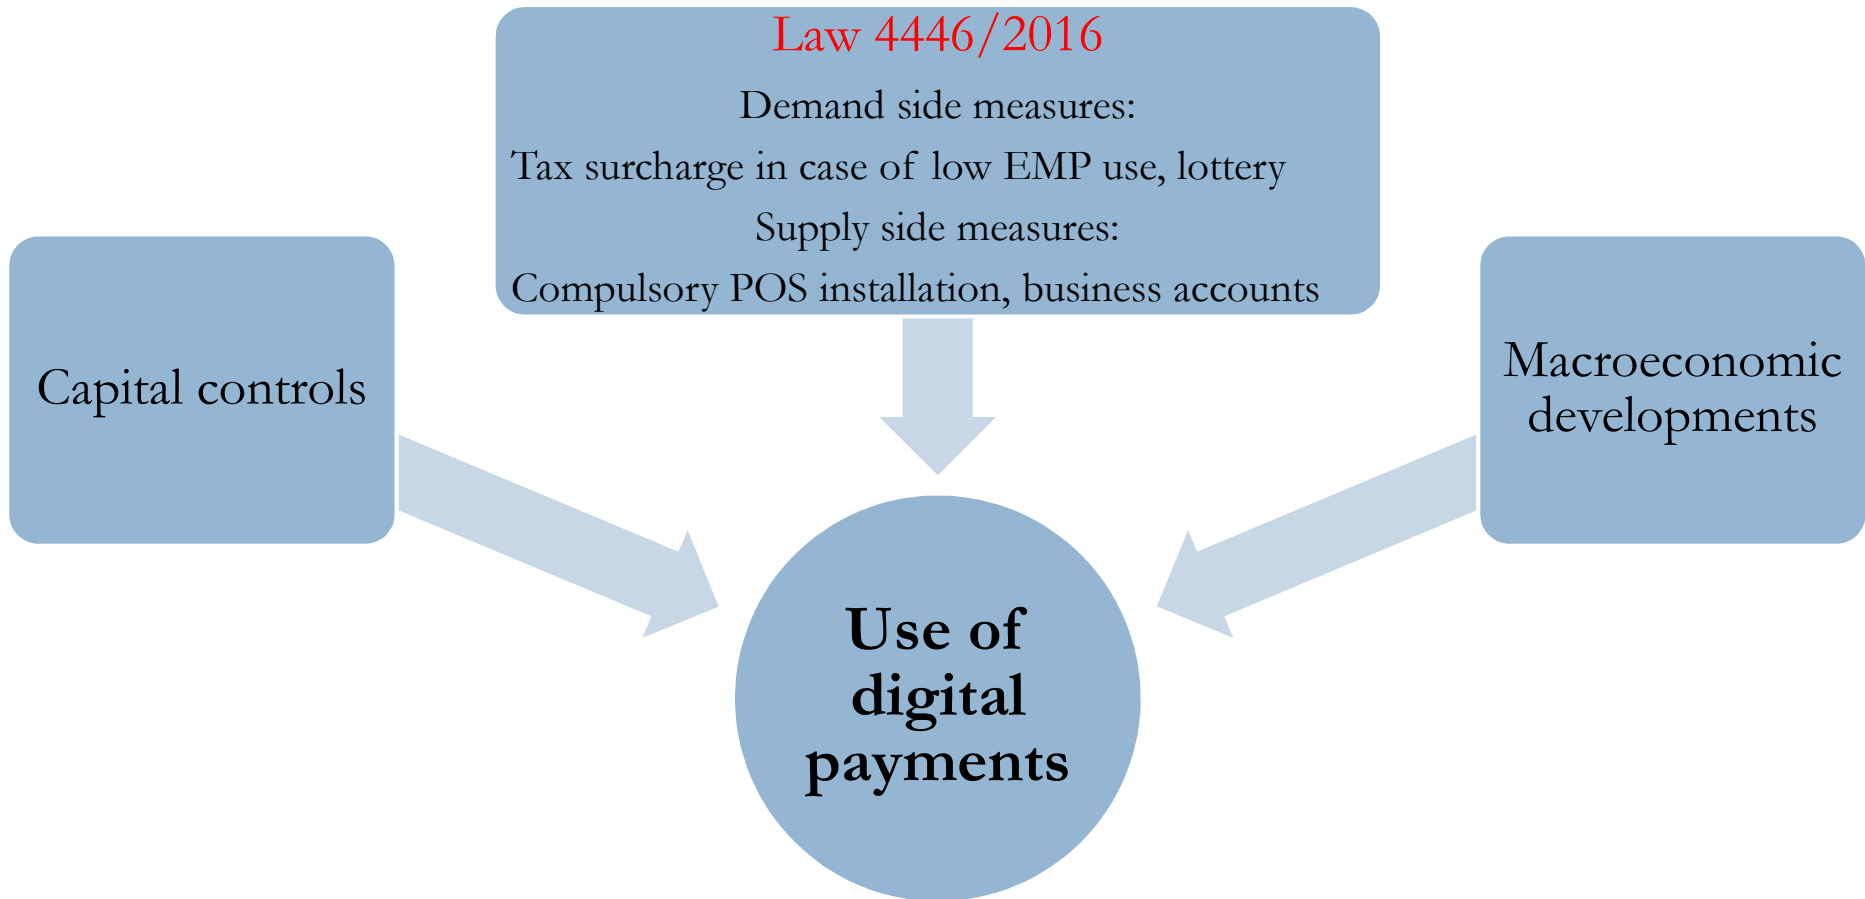 Law 4446/2016
Demand side measures:
Tax surcharge in case of low EMP use, lottery
Supply side measures:
Compulsory POS installation, business accounts
Capital controls
Macroeconomic
developments
Use of
digital
payments